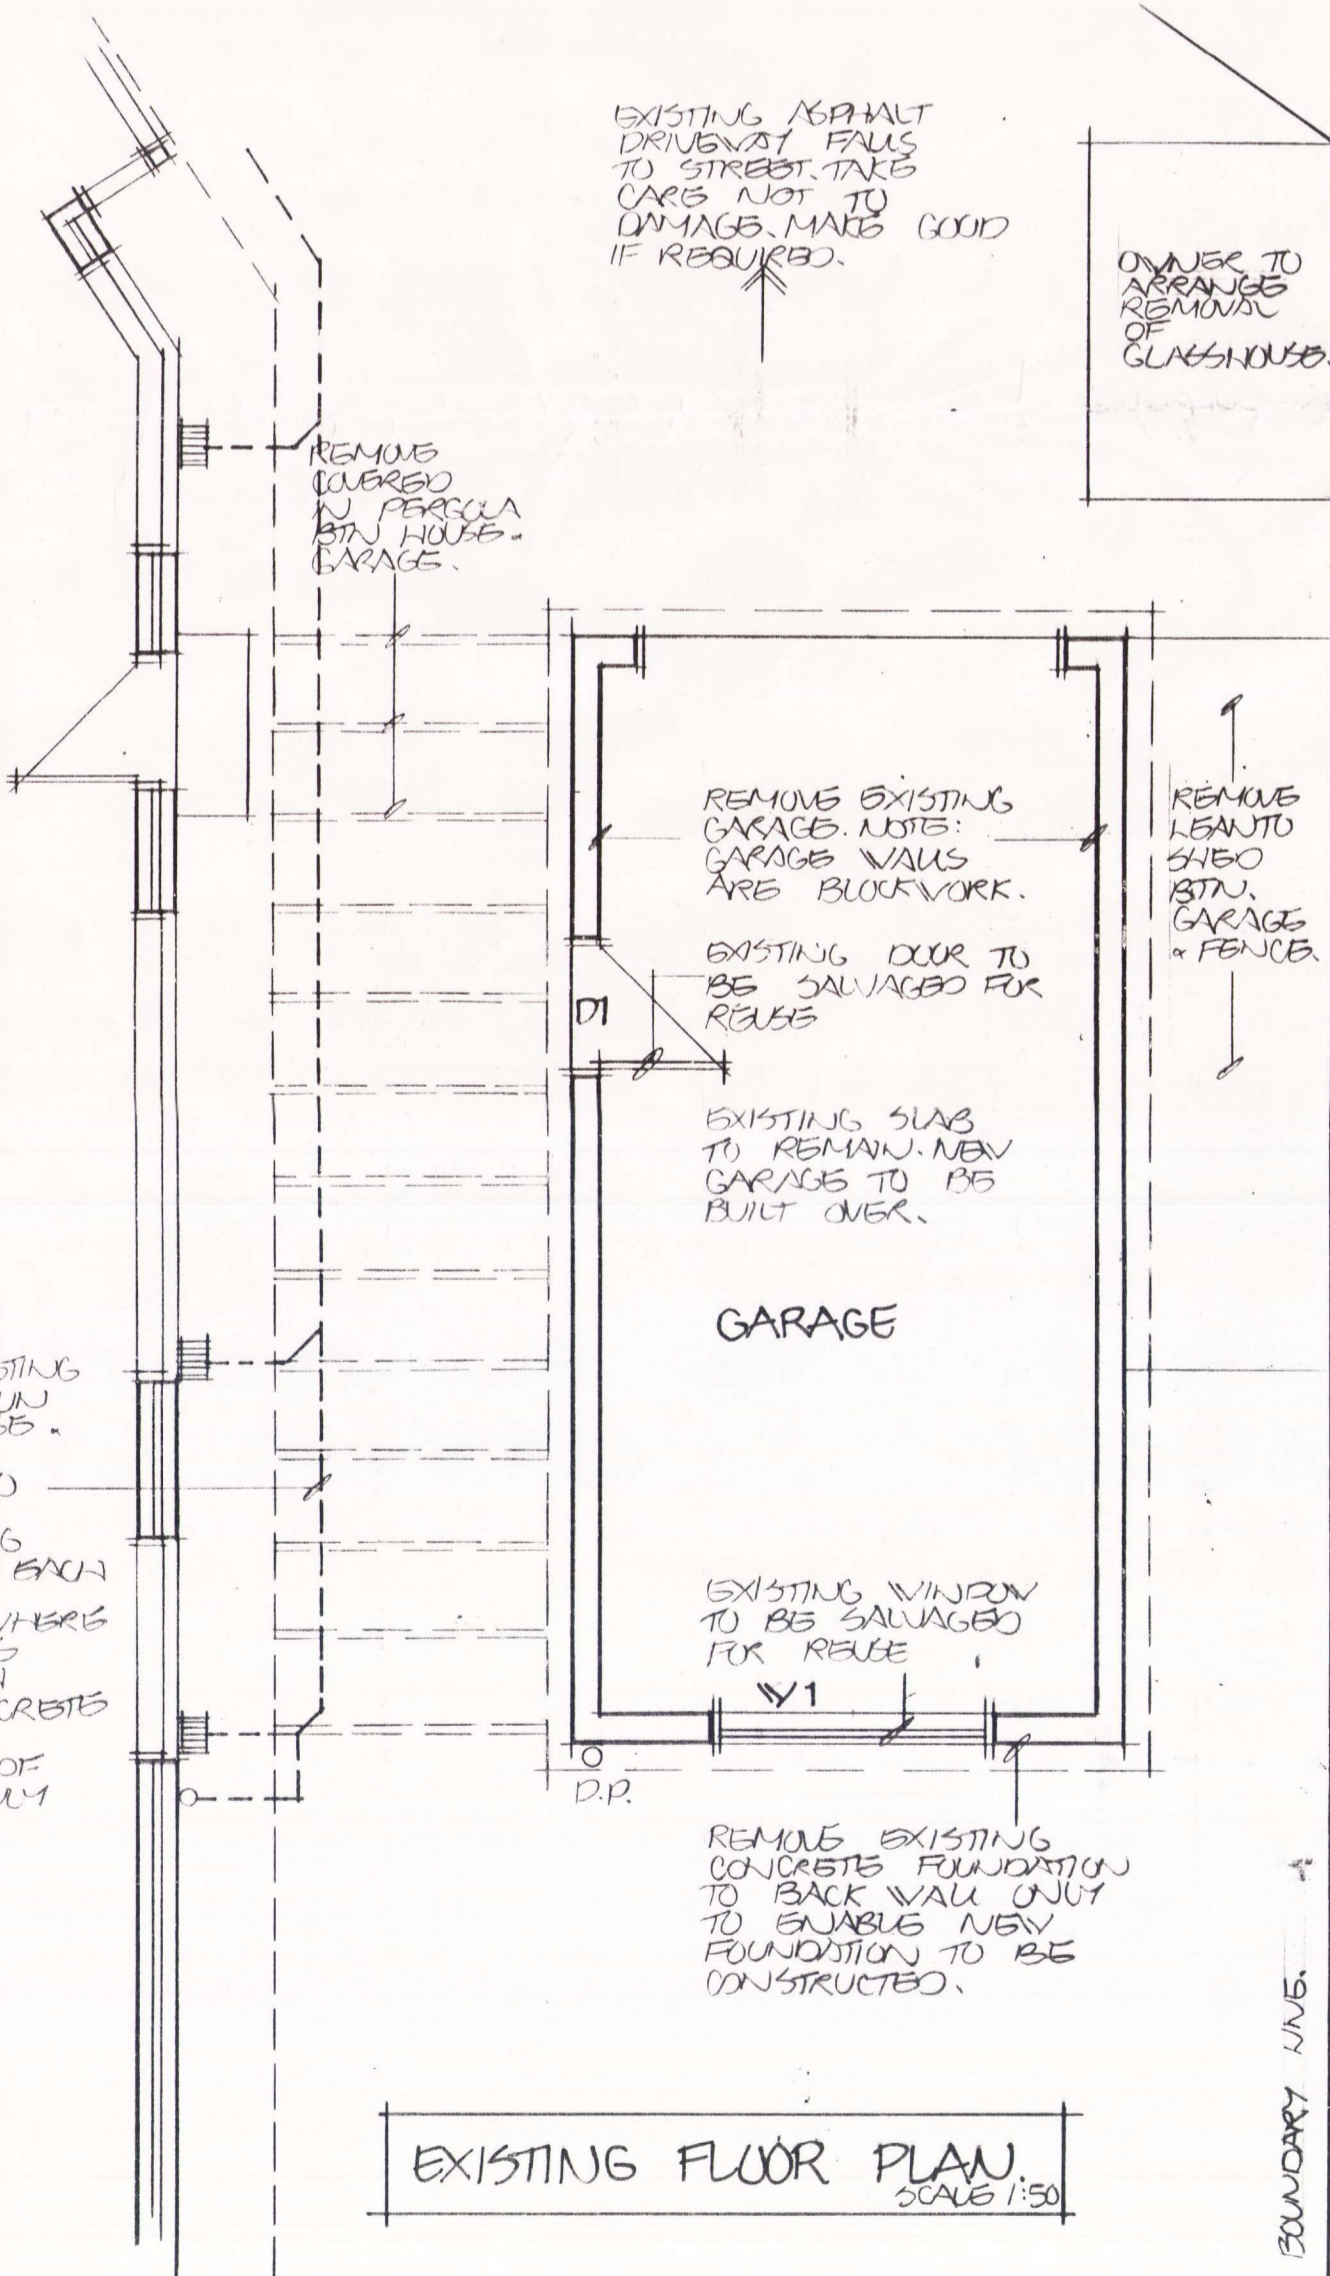 EXISTING ASPHALT
DRIVEWAY FALLS
TO STREET. TAKE
CARE NOT TO
DAMAGE. MAKE GOOD
IF REQUIRED.
OWNER TO
ARRANGE
REMOVAL
OF
GLASSHOUSE.
REMOVE
COVERED
IN PERGOLA
BTN HOUSE &
GARAGE.
REMOVE EXISTING
GARAGE. NOTE:
GARAGE WALLS
ARE BLOCKWORK.
REMOVE
LEANTO
SHED
BTN.
GARAGE
& FENCE.
EXISTING DOOR TO
BE SALVAGED FOR
REUSE
D1
EXISTING SLAB
TO REMAIN. NEW
GARAGE TO BE
BUILT OVER.
GARAGE
EACH
WHERE
OF
EXISTING WINDOW
TO BE SALVAGED
FOR REUSE
W1
D.P.
REMOVE EXISTING
CONCRETE FOUNDATION
TO BACK WALL ONLY
TO ENABLE NEW
FOUNDATION TO BE
CONSTRUCTED.
BOUNDARY LINE.
EXISTING FLOOR PLAN.
SCALE 1:50